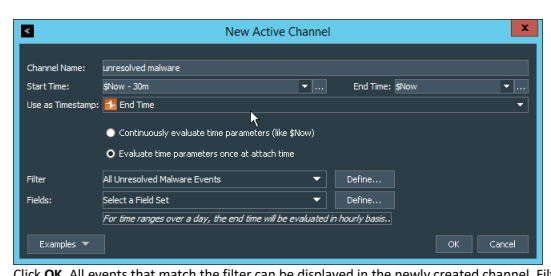 New Active Channel
x
Channel Name: unresolved malware
Start Time: $Now - 30m ... End Time: $Now ...
Use as Timestamp: End Time
Continuously evaluate time parameters (like $Now)
Evaluate time parameters once at attach time
Filter All Unresolved Malware Events Define...
Fields: Select a Field Set Define...
For time ranges over a day, the end time will be evaluated in hourly basis..
Examples OK Cancel
Click OK. All events that match the filter can be displayed in the newly created channel.